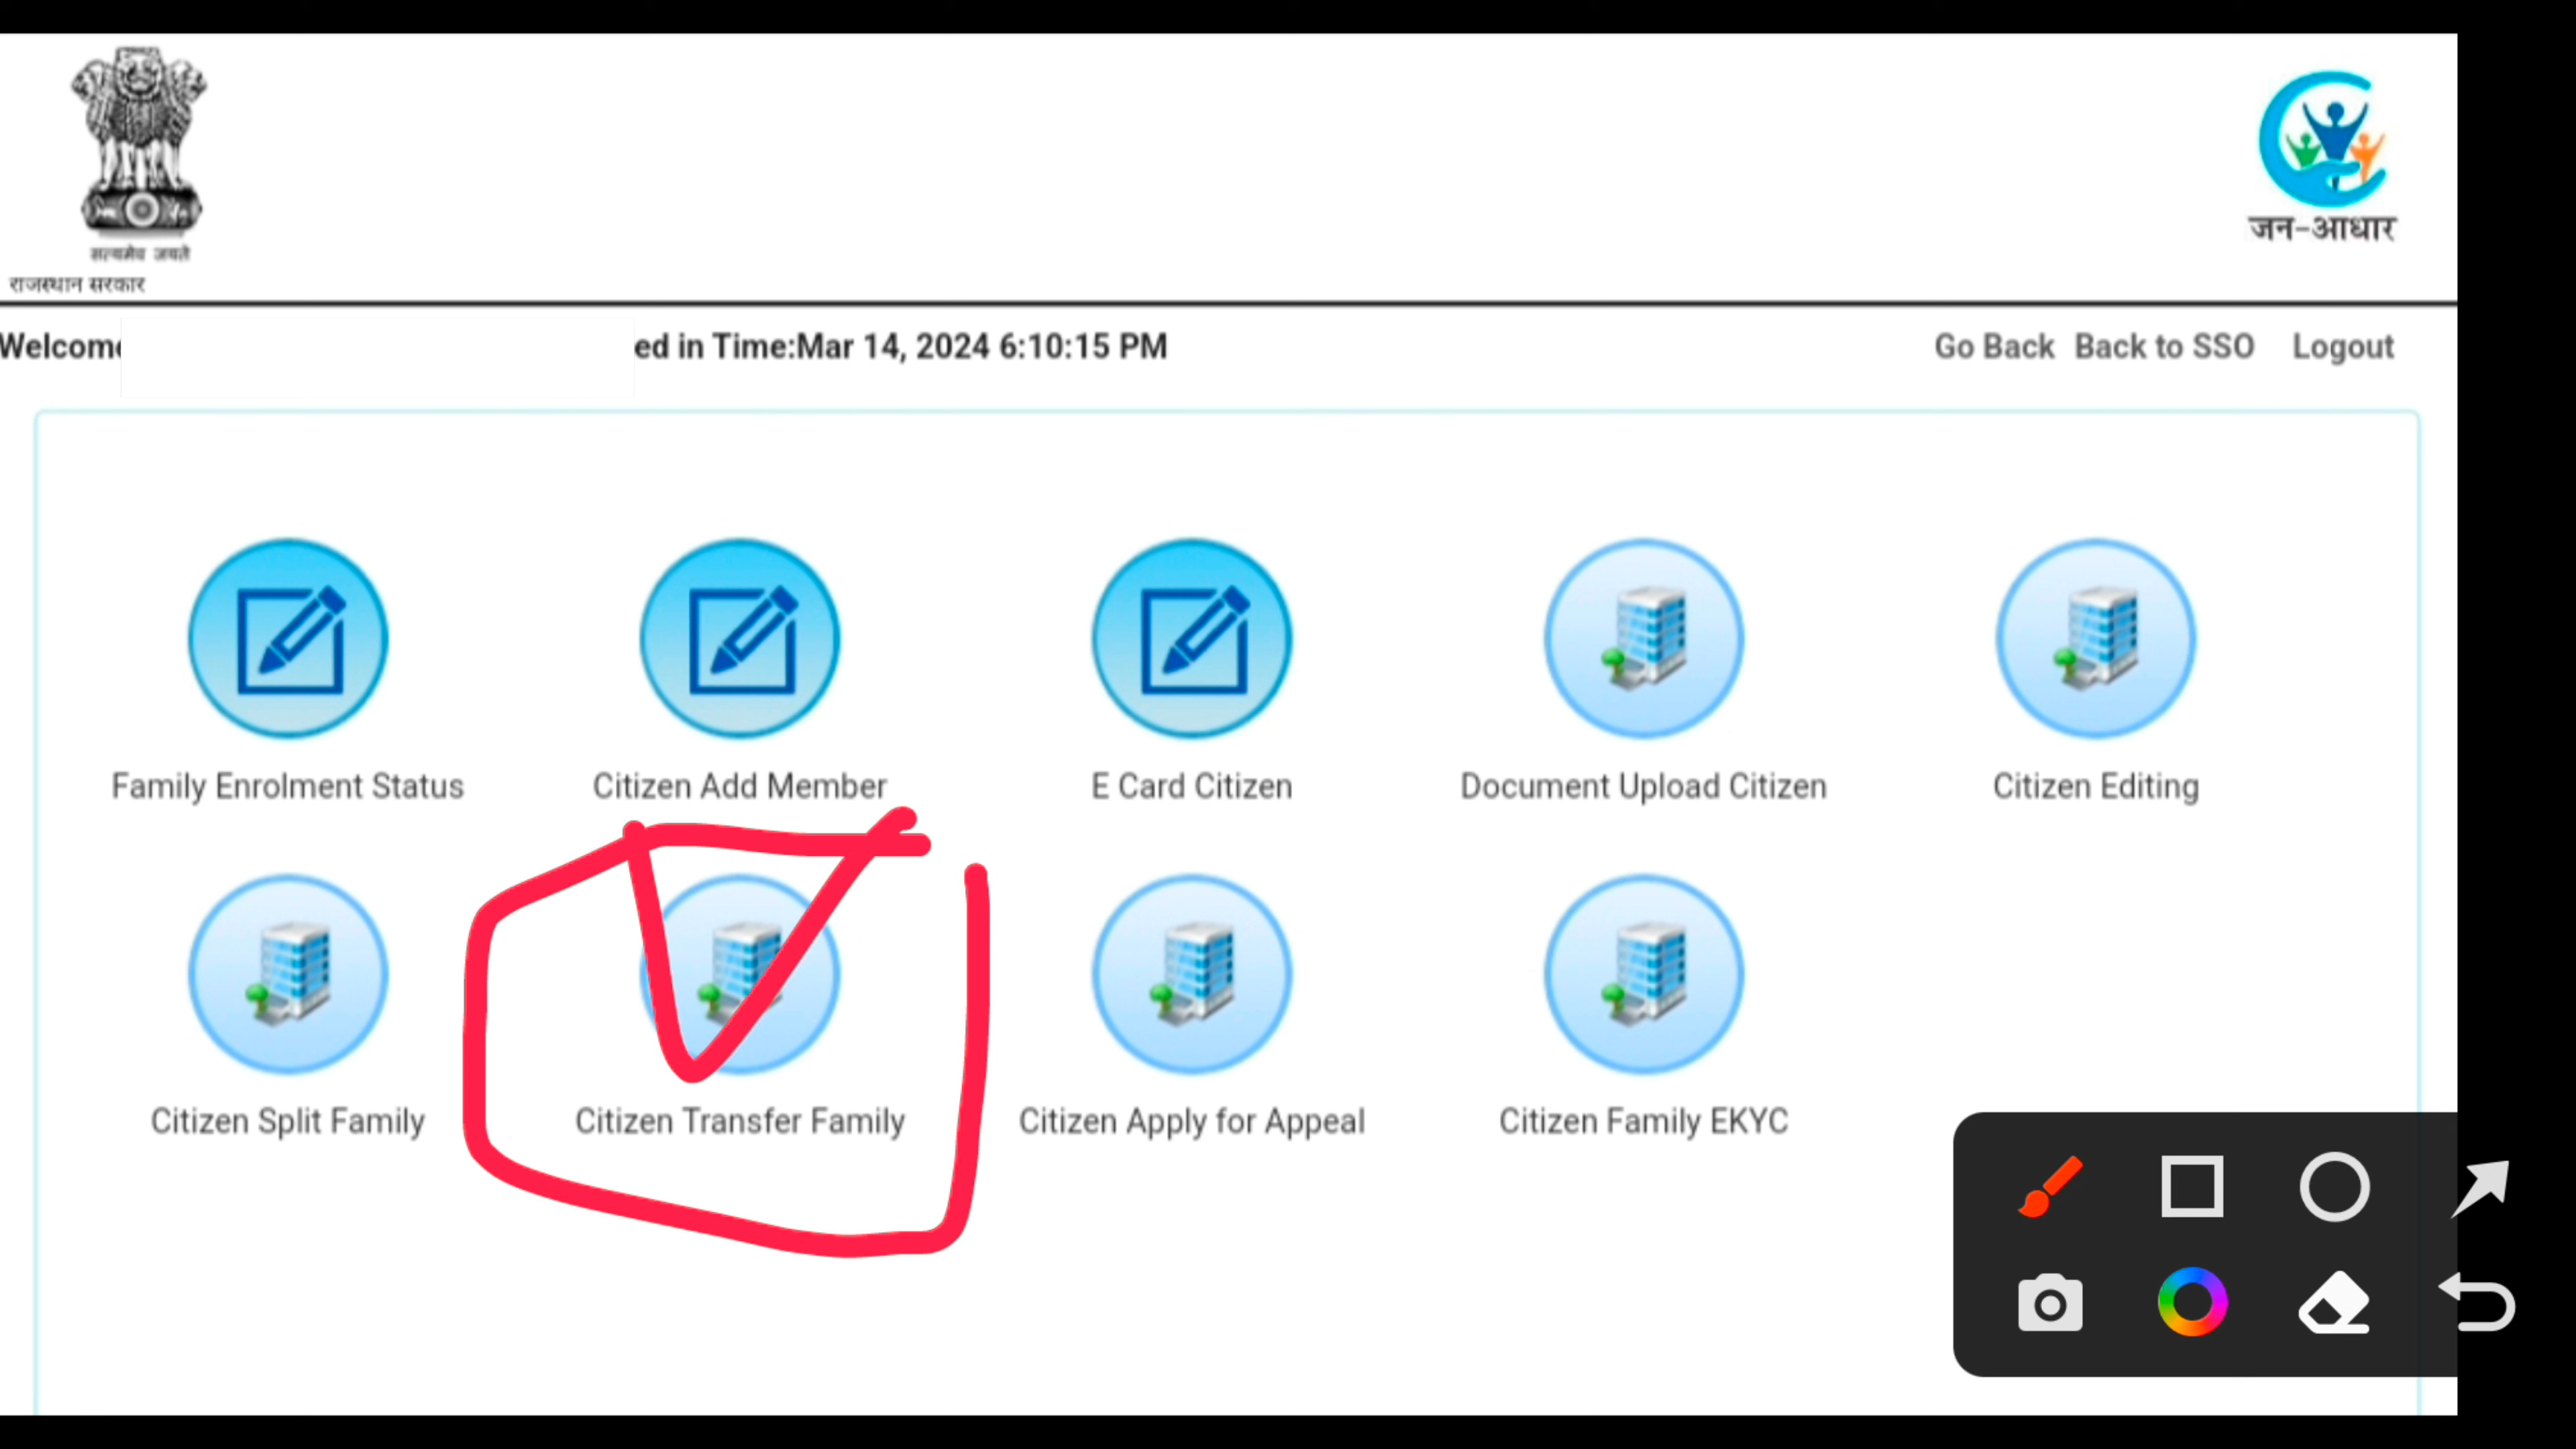 सत्यमेव जयते
राजस्थान सरकार
जन-आधार
Welcome
ed in Time:Mar 14, 2024 6:10:15 PM
Go Back Back to SSO Logout
Family Enrolment Status
Citizen Add Member
E Card Citizen
Document Upload Citizen
Citizen Editing
Citizen Split Family
Citizen Transfer Family
Citizen Apply for Appeal
Citizen Family EKYC